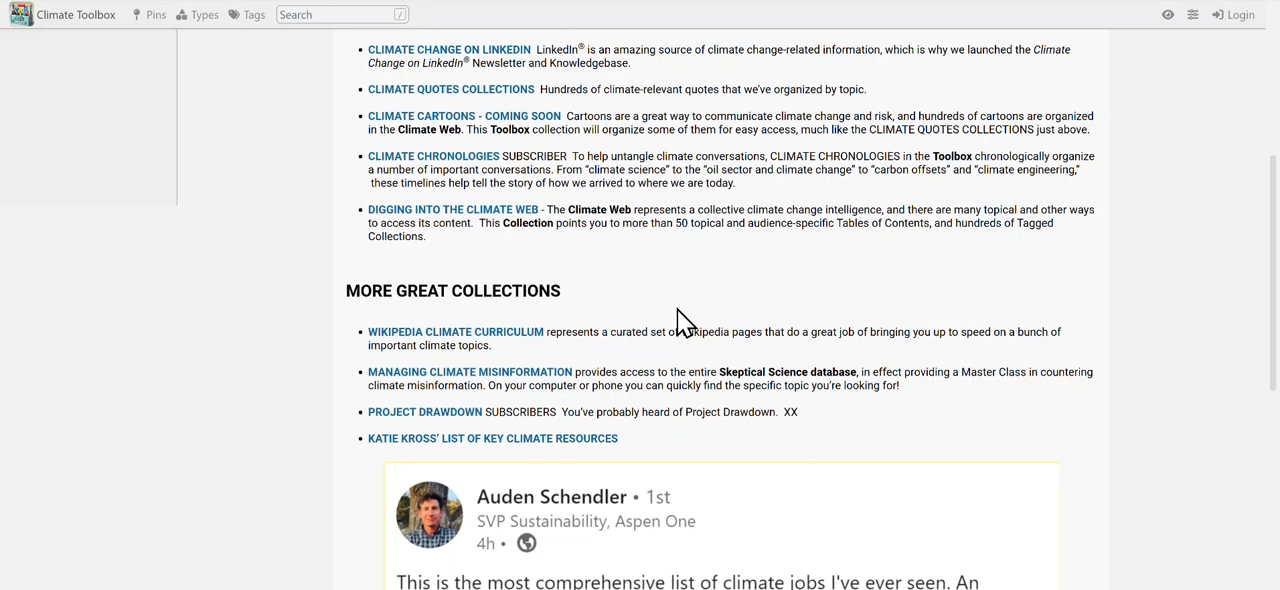 Climate Toolbox Pins Types Tags Search / Login
• CLIMATE CHANGE ON LINKEDIN LinkedIn® is an amazing source of climate change-related information, which is why we launched the Climate
Change on LinkedIn® Newsletter and Knowledgebase.
• CLIMATE QUOTES COLLECTIONS Hundreds of climate-relevant quotes that we've organized by topic.
• CLIMATE CARTOONS - COMING SOON Cartoons are a great way to communicate climate change and risk, and hundreds of cartoons are organized
in the Climate Web. This Toolbox collection will organize some of them for easy access, much like the CLIMATE QUOTES COLLECTIONS just above.
• CLIMATE CHRONOLOGIES SUBSCRIBER To help untangle climate conversations, CLIMATE CHRONOLOGIES in the Toolbox chronologically organize
a number of important conversations. From “climate science” to the “oil sector and climate change” to “carbon offsets” and “climate engineering,”
these timelines help tell the story of how we arrived to where we are today.
• DIGGING INTO THE CLIMATE WEB - The Climate Web represents a collective climate change intelligence, and there are many topical and other ways
to access its content. This Collection points you to more than 50 topical and audience-specific Tables of Contents, and hundreds of Tagged
Collections.
MORE GREAT COLLECTIONS
• WIKIPEDIA CLIMATE CURRICULUM represents a curated set of Wikipedia pages that do a great job of bringing you up to speed on a bunch of
important climate topics.
• MANAGING CLIMATE MISINFORMATION provides access to the entire Skeptical Science database, in effect providing a Master Class in countering
climate misinformation. On your computer or phone you can quickly find the specific topic you're looking for!
• PROJECT DRAWDOWN SUBSCRIBERS You've probably heard of Project Drawdown. XX
• KATIE KROSS' LIST OF KEY CLIMATE RESOURCES
Auden Schendler • 1st
SVP Sustainability, Aspen One
4h •
This is the most comprehensive list of climate jobs I've ever seen. An